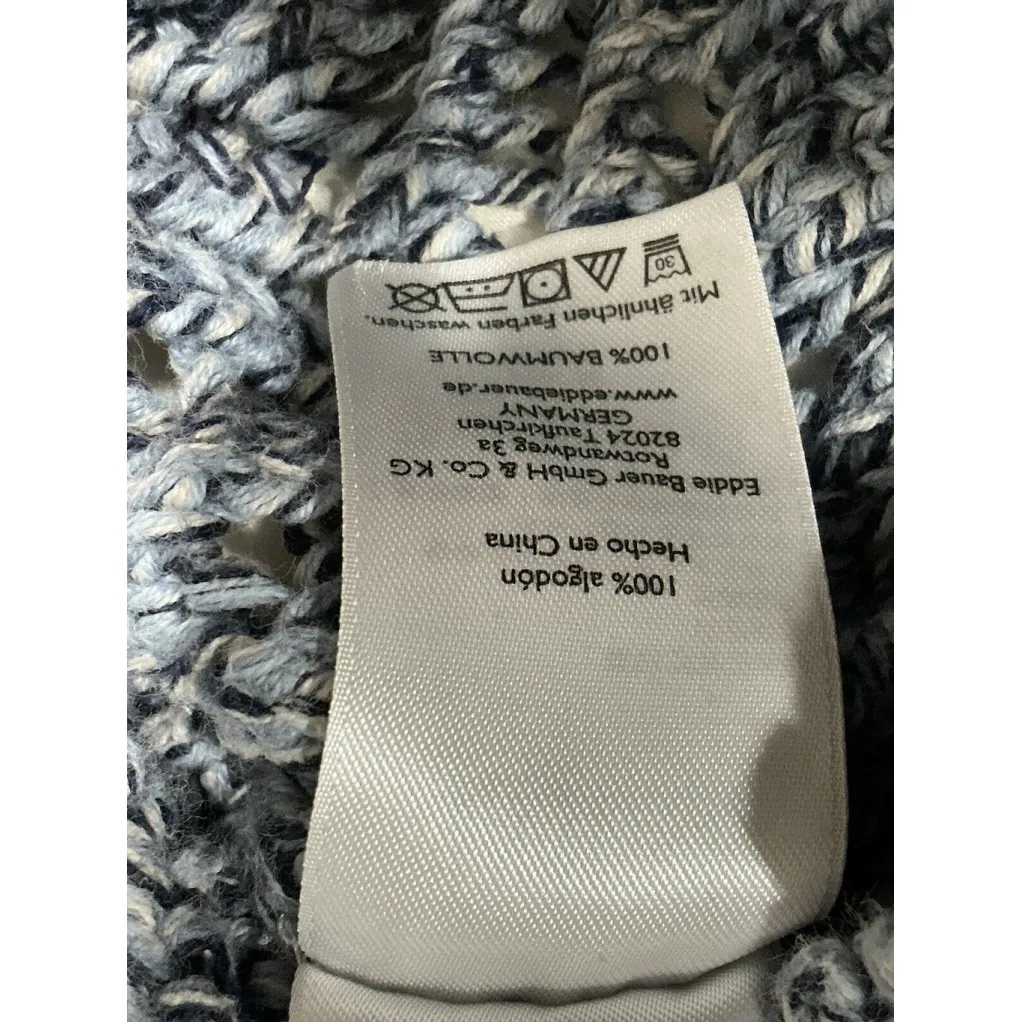 100% algodón
Hecho en China
Eddie Bauer GmbH & Co. KG
Rotwandweg 3a
82024 Taufkirchen
GERMANY
www.eddiebauer.de
100% BAUMWOLLE
Mit ähnlichen Farben waschen.
30